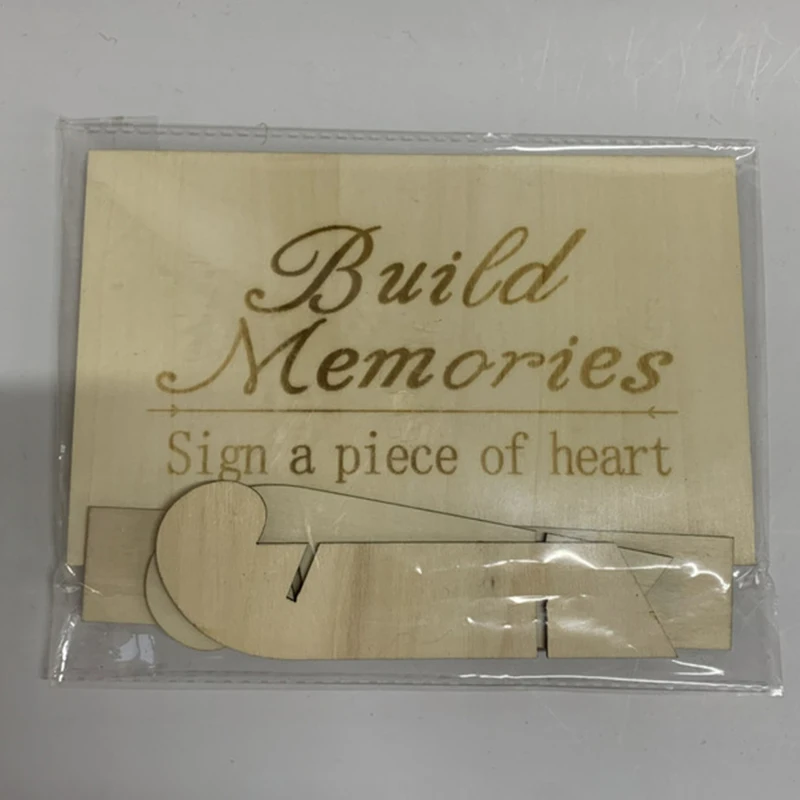 Build
Memories
Sign a piece of heart